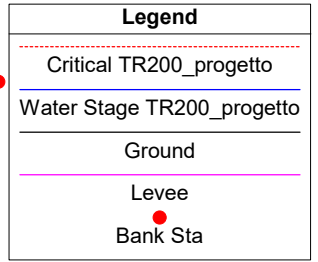 Legend
Critical TR200_progetto
Water Stage TR200_progetto
Ground
Levee
Bank Sta